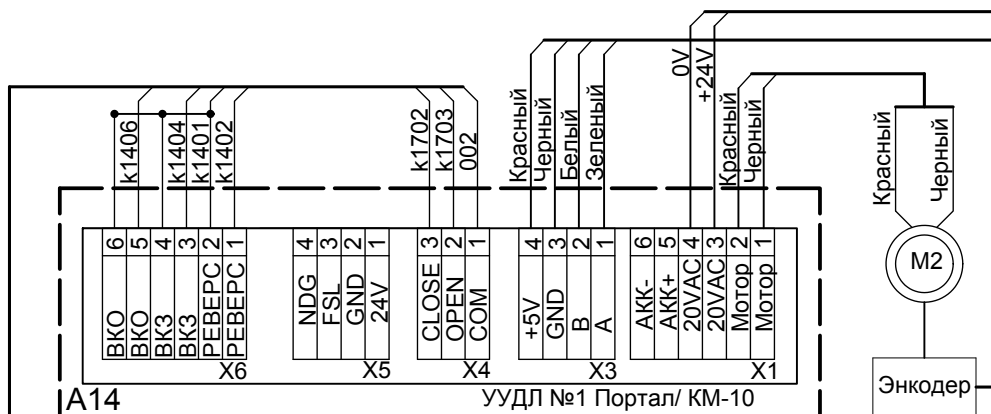 k1406
k1404
k1401
k1402
k1702
k1703
002
Красный
Черный
Белый
Зеленый
0V
+24V
Красный
Черный
Красный
Черный
6 5 4 3 2 1
ВКО
ВКО
ВКЗ
ВКЗ
РЕВЕРС
РЕВЕРС
X6
4 3 2 1
NDG
FSL
GND
24V
X5
3 2 1
CLOSE
OPEN
COM
X4
4 3 2 1
+5V
GND
B
A
X3
6 5 4 3 2 1
АКК-
АКК+
20VAC
20VAC
Мотор
Мотор
X1
М2
Энкодер
А14
УУДЛ №1 Портал/ КМ-10